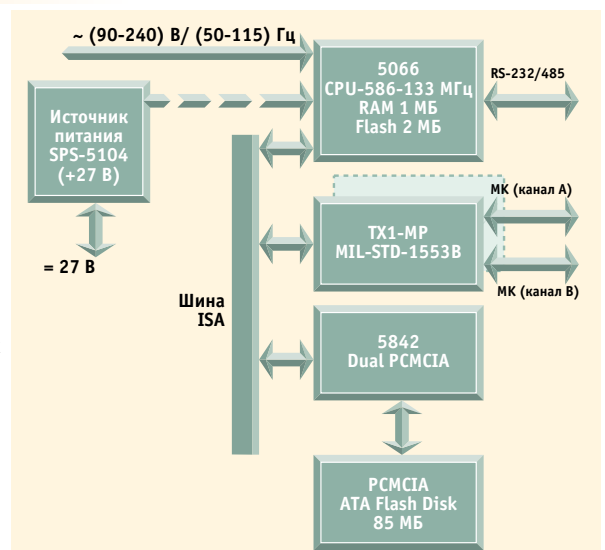 ~ (90-240) В/ (50-115) Гц
5066
CPU-586-133 МГц
RAM 1 МБ
Flash 2 МБ
RS-232/485
Источник
питания
SPS-5104
(+27 В)
= 27 В
МК (канал А)
TX1-MP
MIL-STD-1553B
МК (канал В)
Шина
ISA
5842
Dual PCMCIA
PCMCIA
ATA Flash Disk
85 МБ